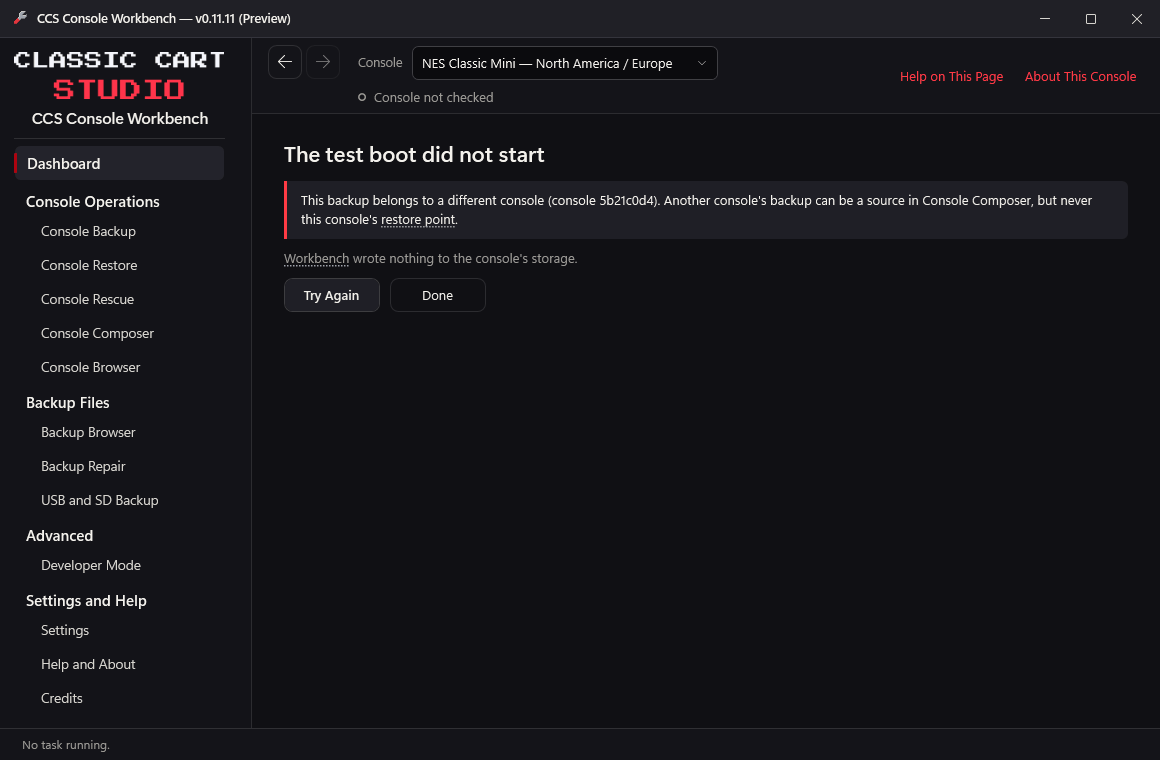 CCS Console Workbench — v0.11.11 (Preview)
CLASSIC CART
STUDIO
CCS Console Workbench
Dashboard
Console Operations
Console Backup
Console Restore
Console Rescue
Console Composer
Console Browser
Backup Files
Backup Browser
Backup Repair
USB and SD Backup
Advanced
Developer Mode
Settings and Help
Settings
Help and About
Credits
Console
NES Classic Mini — North America / Europe
Console not checked
Help on This Page
About This Console
The test boot did not start
This backup belongs to a different console (console 5b21c0d4). Another console's backup can be a source in Console Composer, but never
this console's restore point.
Workbench wrote nothing to the console's storage.
Try Again
Done
No task running.